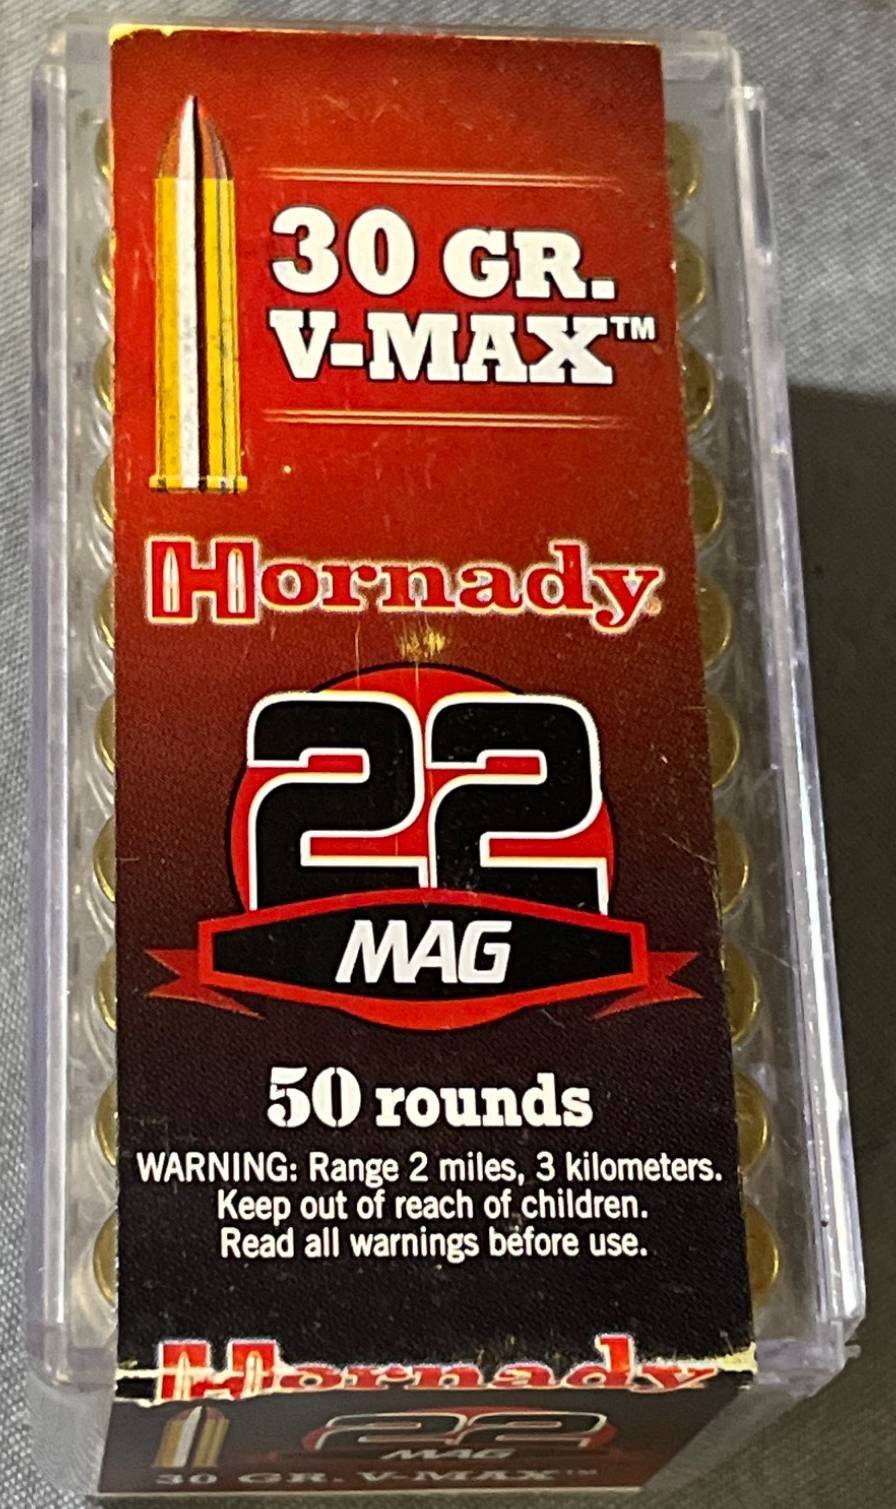 30 GR.
V-MAX™
Hornady
22
MAG
50 rounds
WARNING: Range 2 miles, 3 kilometers.
Keep out of reach of children.
Read all warnings before use.
Hornady
22
MAG
30 GR. V-MAX™